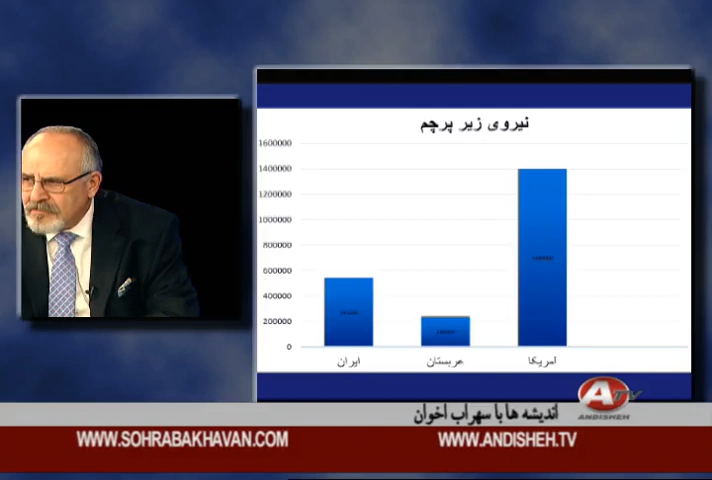 نیروی زیر پرچم
1600000
1400000
1200000
1000000
800000
600000
400000
200000
0
ایران
عربستان
امریکا
A TV
ANDISHEH
اندیشه ها با سهراب اخوان
WWW.SOHRABAKHAVAN.COM
WWW.ANDISHEH.TV